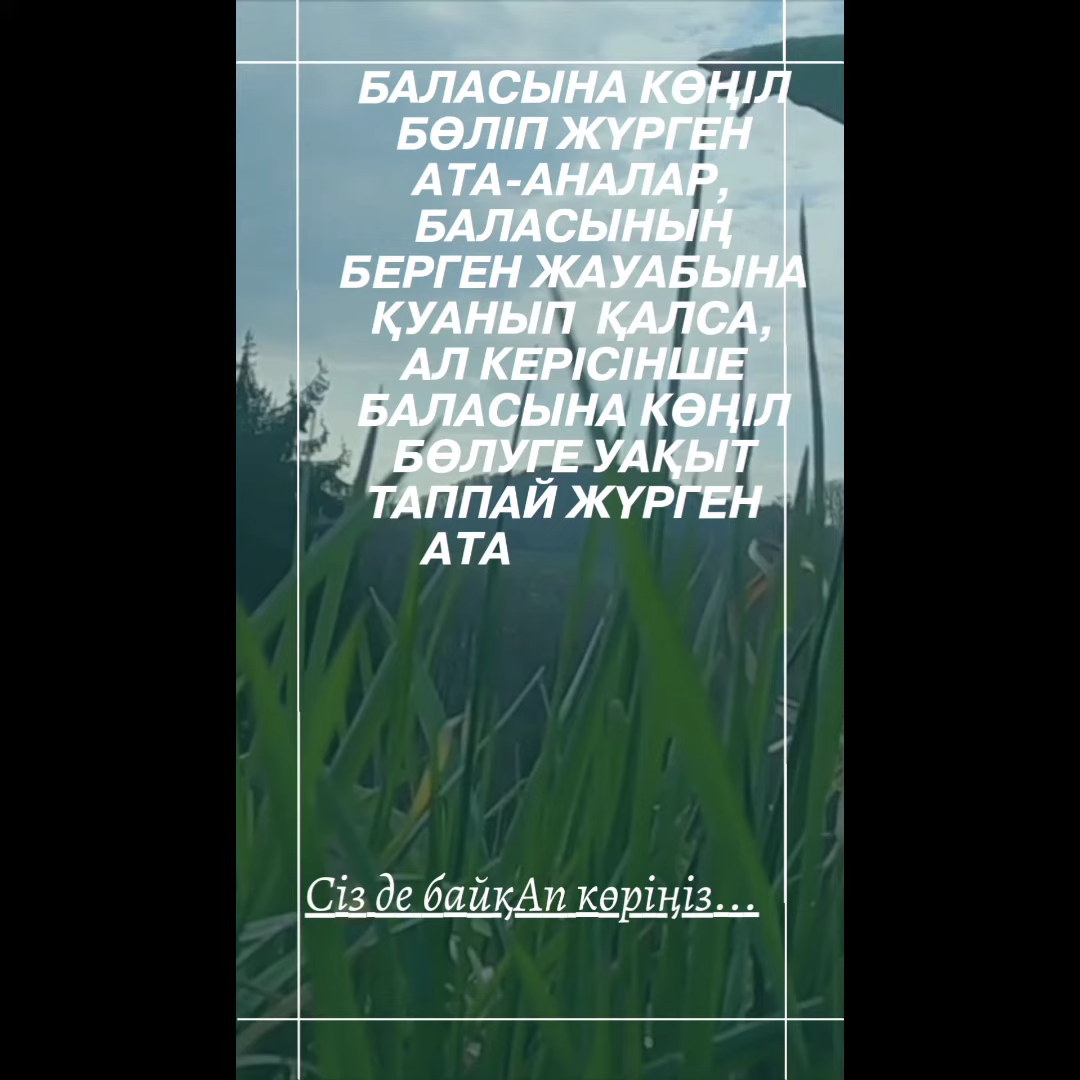 БАЛАСЫНА КӨҢІЛ
БӨЛІП ЖҮРГЕН
АТА-АНАЛАР,
БАЛАСЫНЫҢ
БЕРГЕН ЖАУАБЫНА
ҚУАНЫП ҚАЛСА,
АЛ КЕРІСІНШЕ
БАЛАСЫНА КӨҢІЛ
БӨЛУГЕ УАҚЫТ
ТАППАЙ ЖҮРГЕН
АТА
Сіз де байқАп көріңіз...